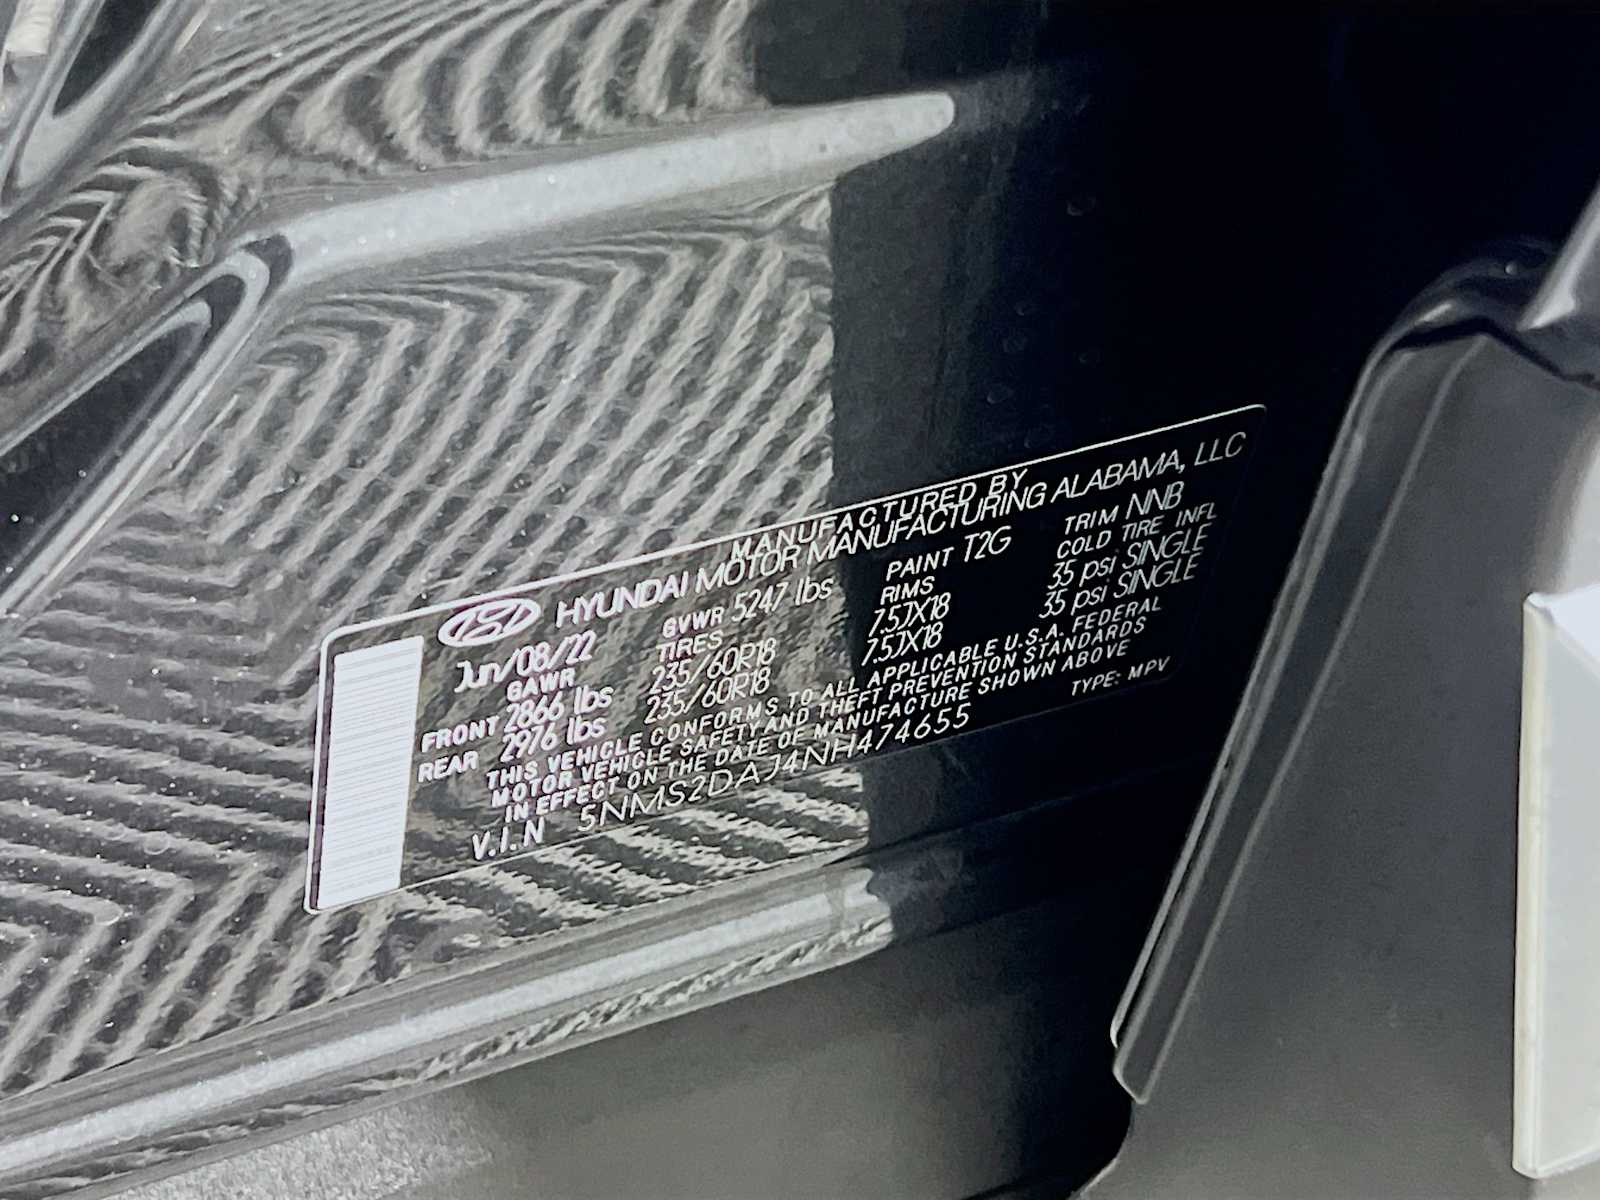 MANUFACTURED BY
HYUNDAI MOTOR MANUFACTURING ALABAMA, LLC
Jun/08/22 GVWR 5247 lbs PAINT T2G TRIM NNB
GAWR TIRES RIMS COLD TIRE INFL
FRONT 2866 lbs 235/60R18 7.5JX18 35 psi SINGLE
REAR 2976 lbs 235/60R18 7.5JX18 35 psi SINGLE
THIS VEHICLE CONFORMS TO ALL APPLICABLE U.S.A. FEDERAL
MOTOR VEHICLE SAFETY AND THEFT PREVENTION STANDARDS
IN EFFECT ON THE DATE OF MANUFACTURE SHOWN ABOVE
V.I.N 5NMS2DAJ4NH474655 TYPE: MPV